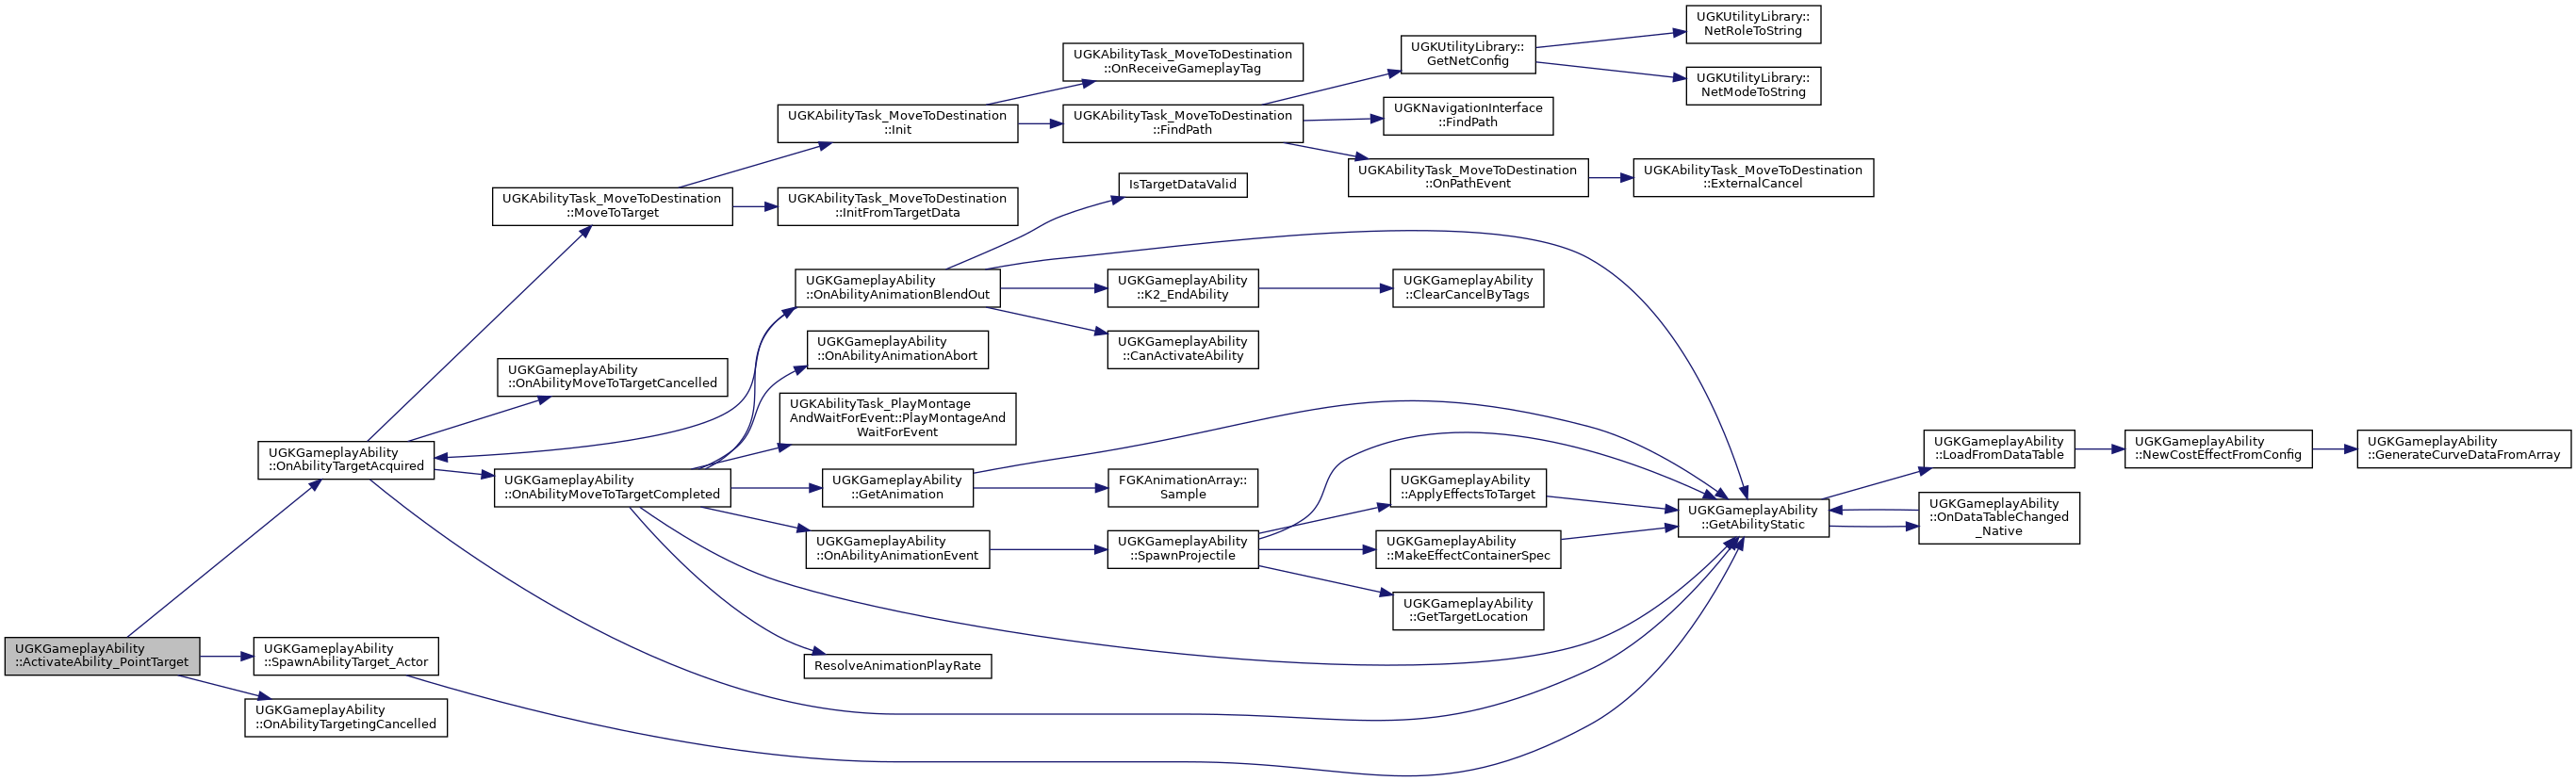 UGKGameplayAbility
::ActivateAbility_PointTarget
UGKGameplayAbility
::OnAbilityTargetAcquired
UGKGameplayAbility
::SpawnAbilityTarget_Actor
UGKGameplayAbility
::OnAbilityTargetingCancelled
UGKAbilityTask_MoveToDestination
::MoveToTarget
UGKGameplayAbility
::OnAbilityMoveToTargetCancelled
UGKGameplayAbility
::OnAbilityMoveToTargetCompleted
UGKAbilityTask_MoveToDestination
::Init
UGKAbilityTask_MoveToDestination
::InitFromTargetData
UGKGameplayAbility
::OnAbilityAnimationBlendOut
UGKGameplayAbility
::OnAbilityAnimationAbort
UGKAbilityTask_PlayMontage
AndWaitForEvent::PlayMontageAnd
WaitForEvent
UGKGameplayAbility
::GetAnimation
UGKGameplayAbility
::OnAbilityAnimationEvent
ResolveAnimationPlayRate
UGKAbilityTask_MoveToDestination
::OnReceiveGameplayTag
UGKAbilityTask_MoveToDestination
::FindPath
IsTargetDataValid
UGKGameplayAbility
::K2_EndAbility
UGKGameplayAbility
::CanActivateAbility
FGKAnimationArray::
Sample
UGKGameplayAbility
::SpawnProjectile
UGKUtilityLibrary::
GetNetConfig
UGKNavigationInterface
::FindPath
UGKAbilityTask_MoveToDestination
::OnPathEvent
UGKGameplayAbility
::ClearCancelByTags
UGKGameplayAbility
::ApplyEffectsToTarget
UGKGameplayAbility
::MakeEffectContainerSpec
UGKGameplayAbility
::GetTargetLocation
UGKUtilityLibrary::
NetRoleToString
UGKUtilityLibrary::
NetModeToString
UGKAbilityTask_MoveToDestination
::ExternalCancel
UGKGameplayAbility
::GetAbilityStatic
UGKGameplayAbility
::LoadFromDataTable
UGKGameplayAbility
::OnDataTableChanged
_Native
UGKGameplayAbility
::NewCostEffectFromConfig
UGKGameplayAbility
::GenerateCurveDataFromArray